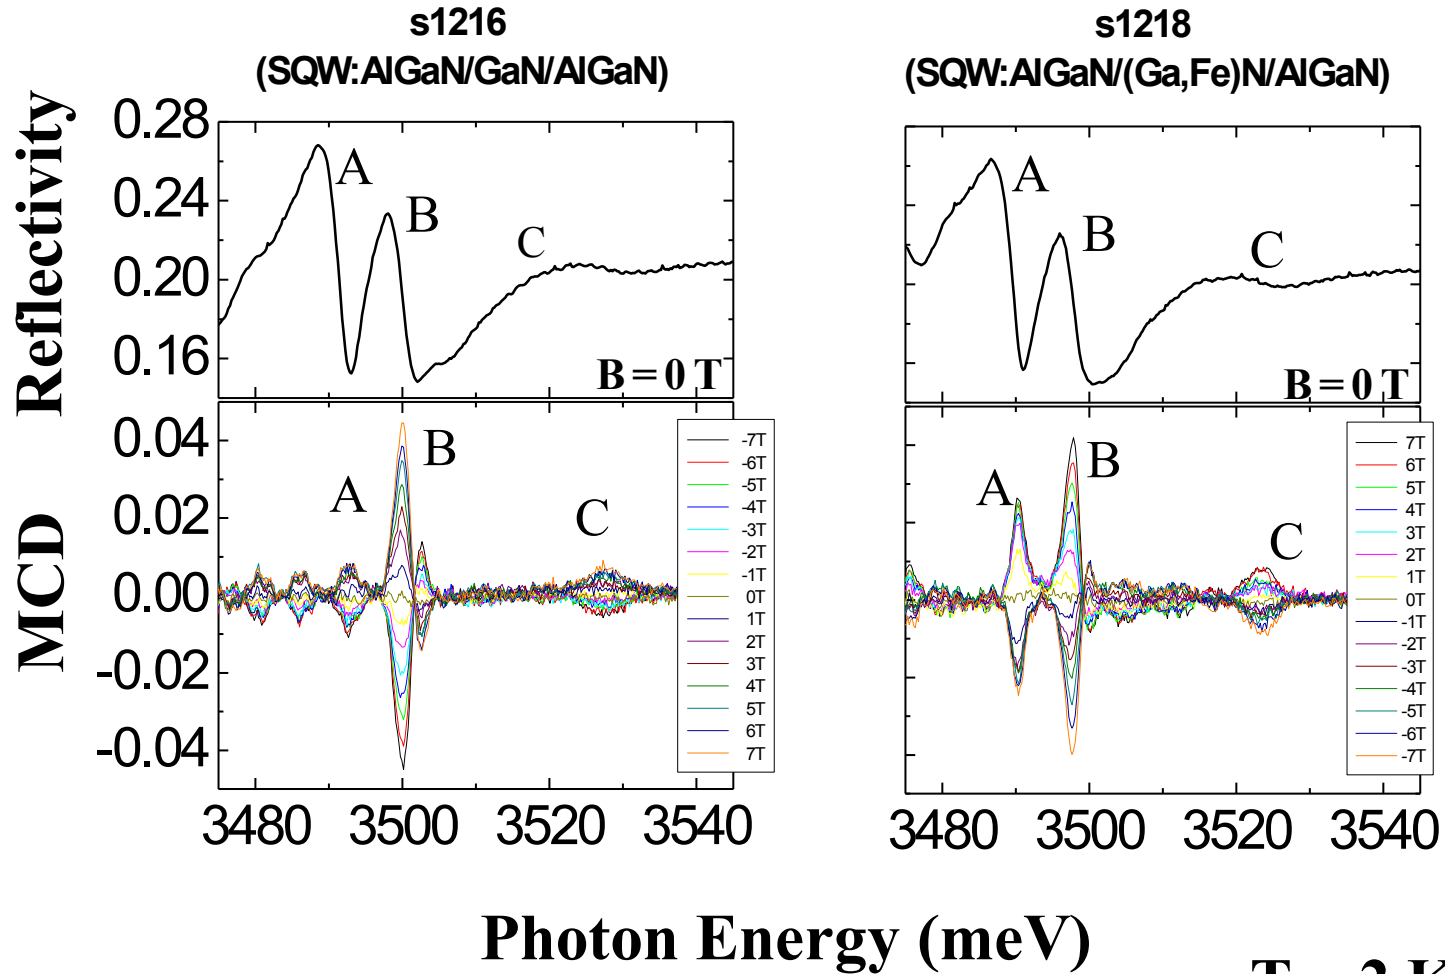 s1216
(SQW:AlGaN/GaN/AlGaN)
s1218
(SQW:AlGaN/(Ga,Fe)N/AlGaN)
Reflectivity
0.28
0.24
0.20
0.16
A
B
C
B = 0 T
A
B
C
B = 0 T
MCD
0.04
0.02
0.00
-0.02
-0.04
A
B
C
-7T
-6T
-5T
-4T
-3T
-2T
-1T
0T
1T
2T
3T
4T
5T
6T
7T
A
B
C
7T
6T
5T
4T
3T
2T
1T
0T
-1T
-2T
-3T
-4T
-5T
-6T
-7T
3480 3500 3520 3540
3480 3500 3520 3540
Photon Energy (meV)